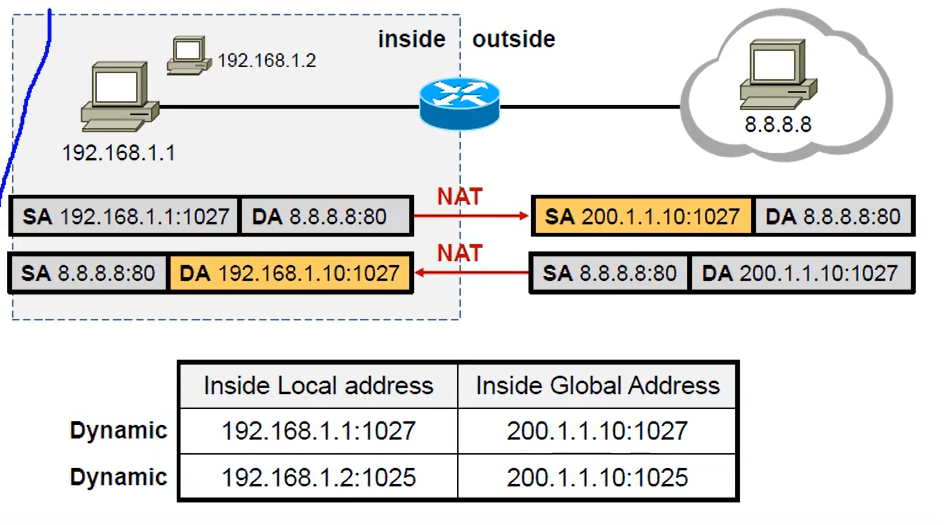 inside outside
192.168.1.2
192.168.1.1
8.8.8.8
NAT
SA 192.168.1.1:1027 DA 8.8.8.8:80 SA 200.1.1.10:1027 DA 8.8.8.8:80
NAT
SA 8.8.8.8:80 DA 192.168.1.10:1027 SA 8.8.8.8:80 DA 200.1.1.10:1027
Inside Local address Inside Global Address
Dynamic 192.168.1.1:1027 200.1.1.10:1027
Dynamic 192.168.1.2:1025 200.1.1.10:1025